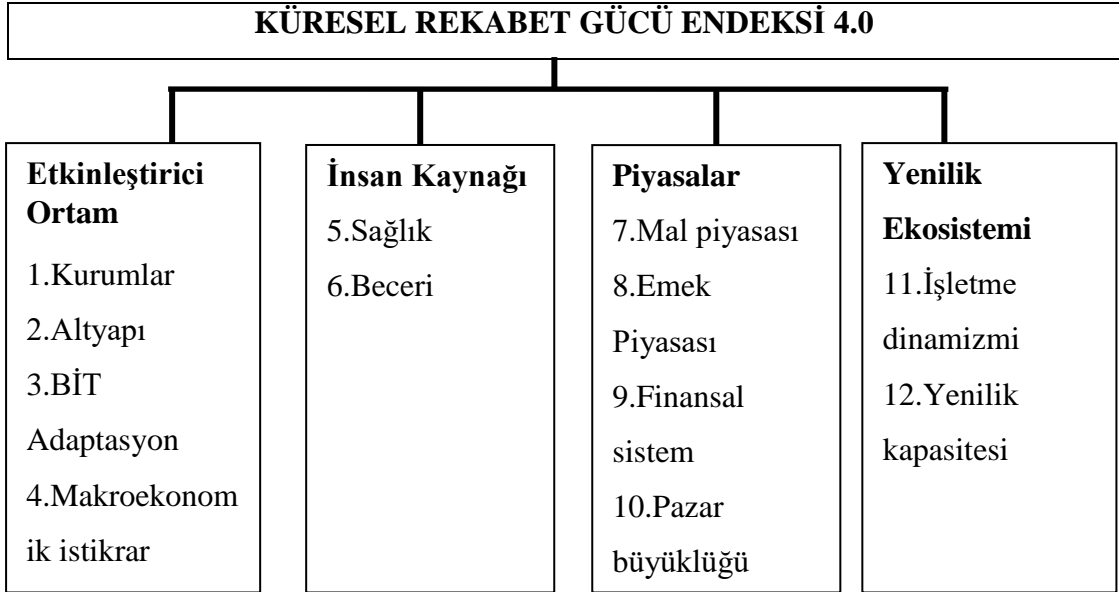 KÜRESEL REKABET GÜCÜ ENDEKSİ 4.0
Etkinleştirici
Ortam
1.Kurumlar
2.Altyapı
3.BİT
Adaptasyon
4.Makroekonom
ik istikrar
İnsan Kaynağı
5.Sağlık
6.Beceri
Piyasalar
7.Mal piyasası
8.Emek
Piyasası
9.Finansal
sistem
10.Pazar
büyüklüğü
Yenilik
Ekosistemi
11.İşletme
dinamizmi
12.Yenilik
kapasitesi